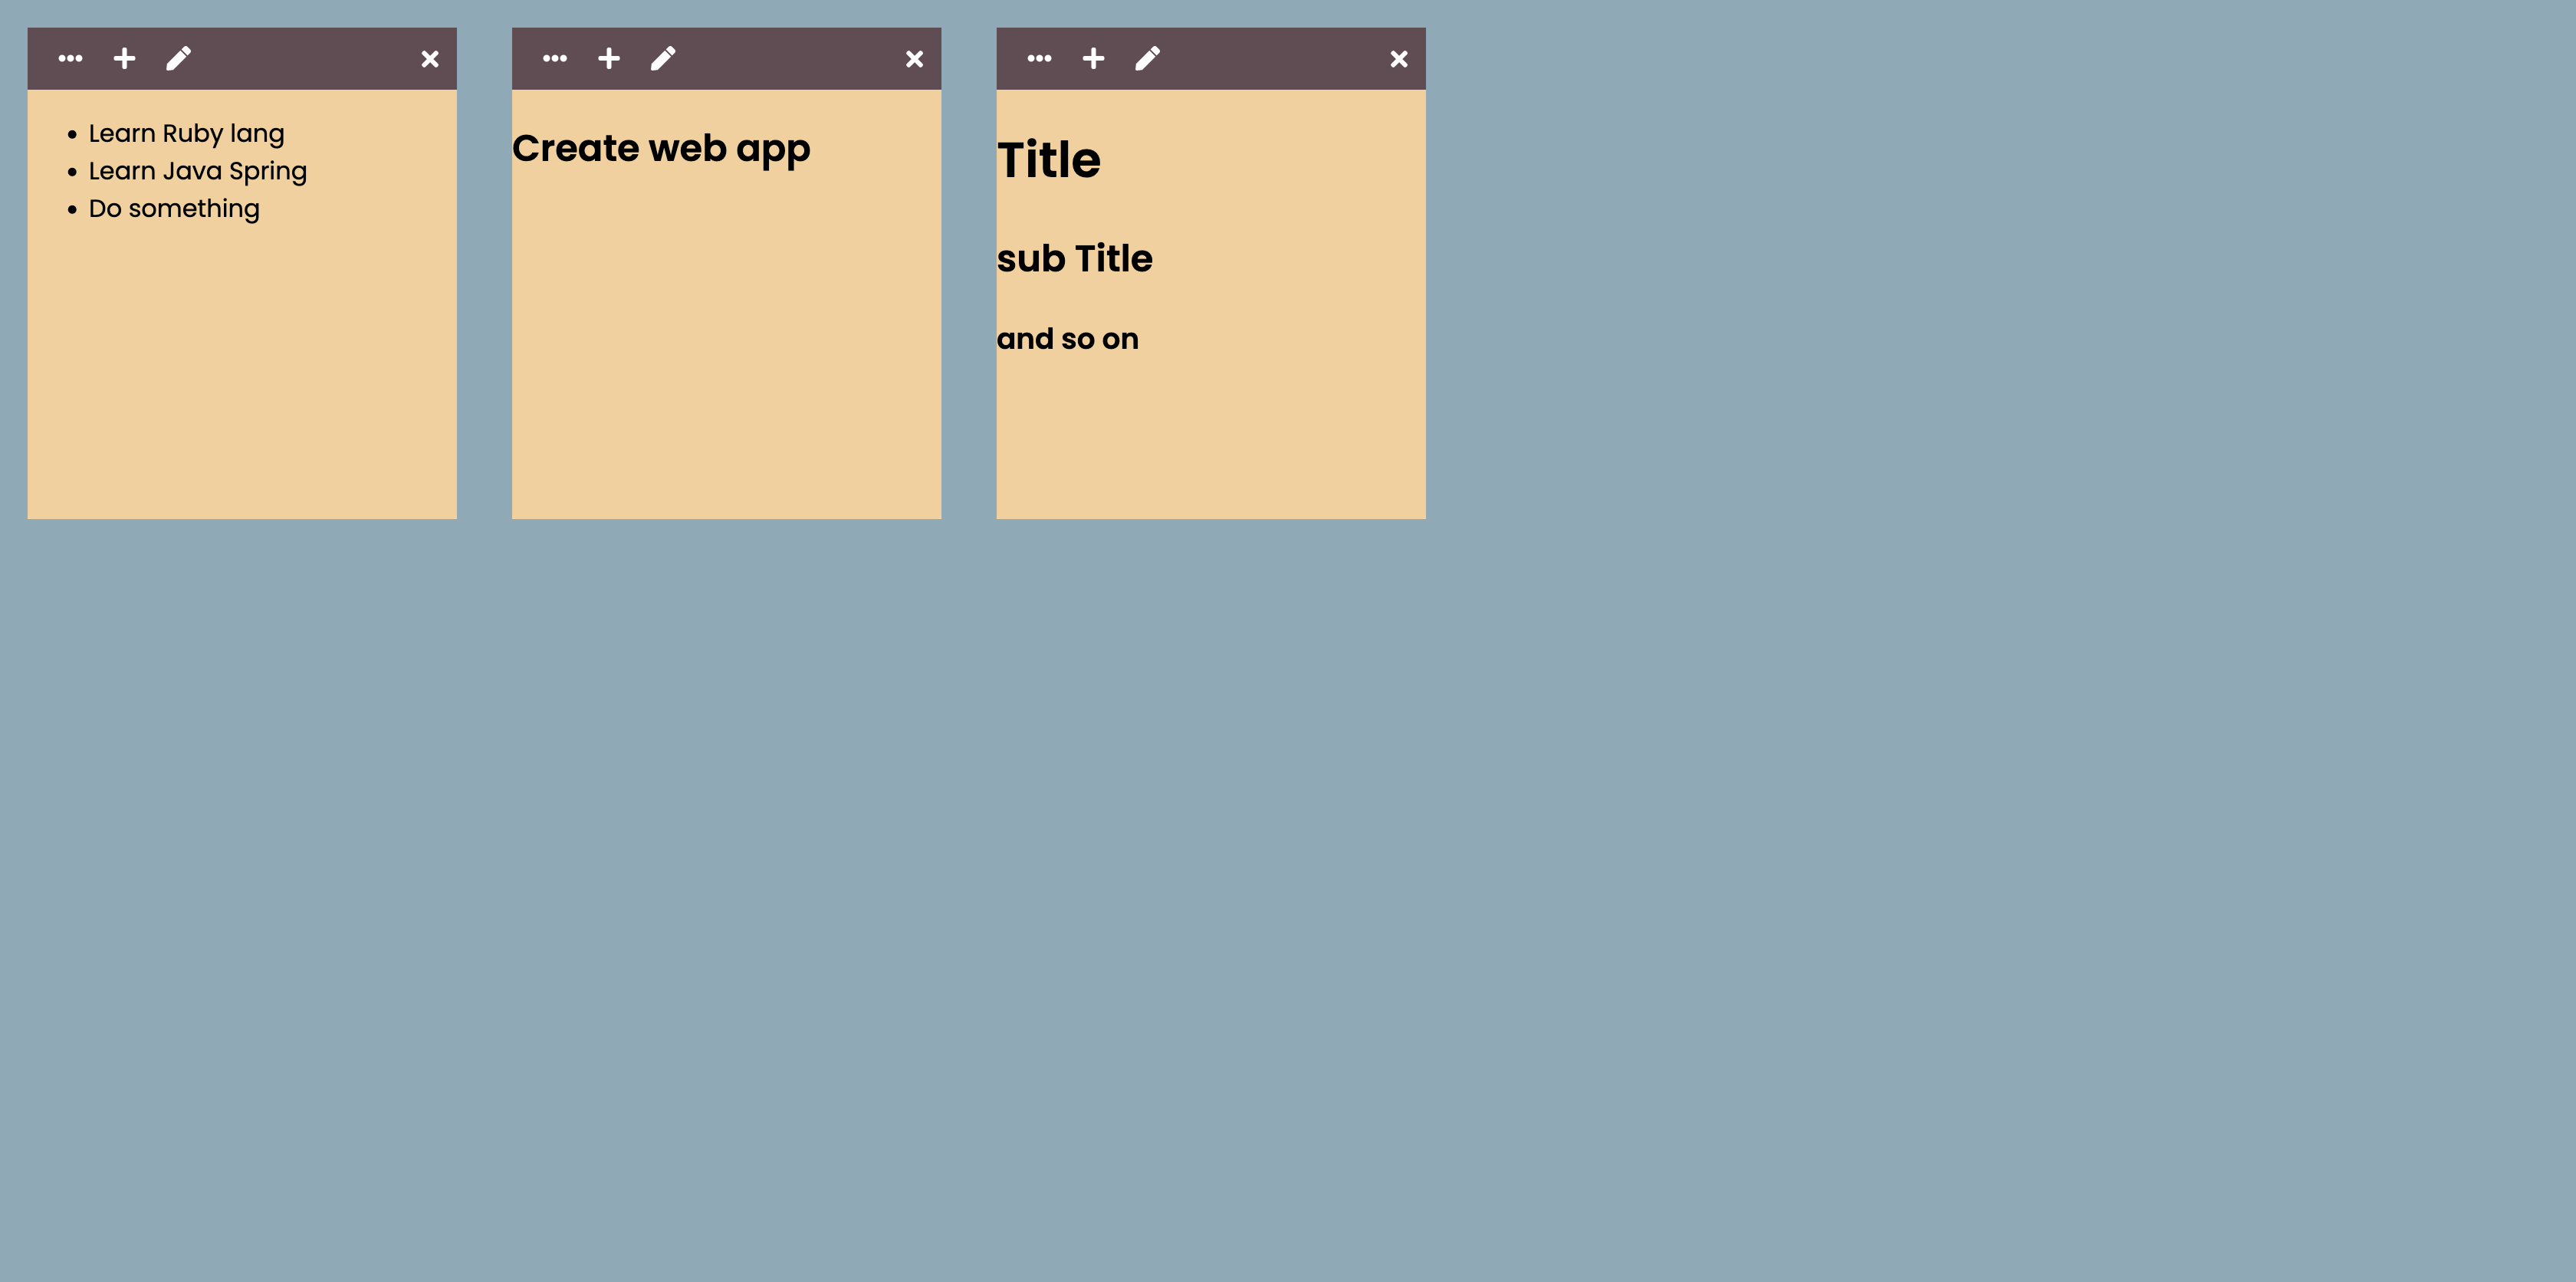 Learn Ruby lang
Learn Java Spring
Do something
Create web app
Title
sub Title
and so on